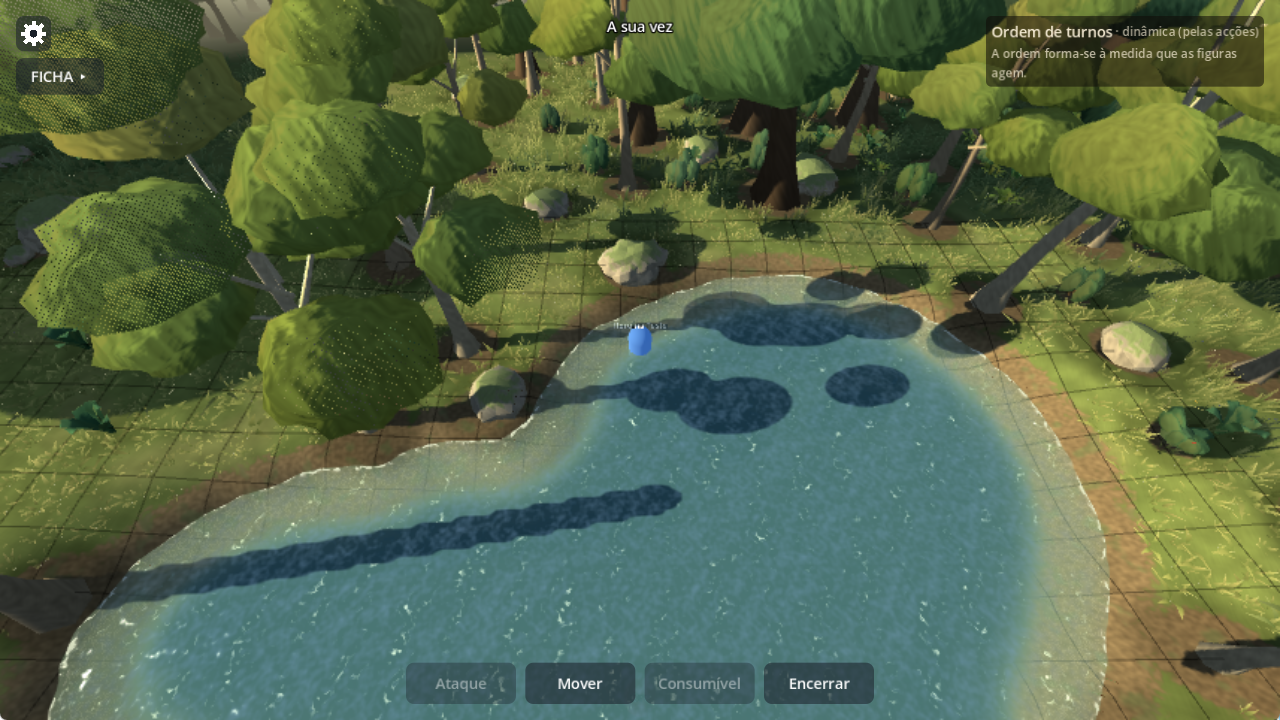 A sua vez
FICHA ▸
Ordem de turnos · dinâmica (pelas acções)
A ordem forma-se à medida que as figuras
agem.
Ataque
Mover
Consumível
Encerrar